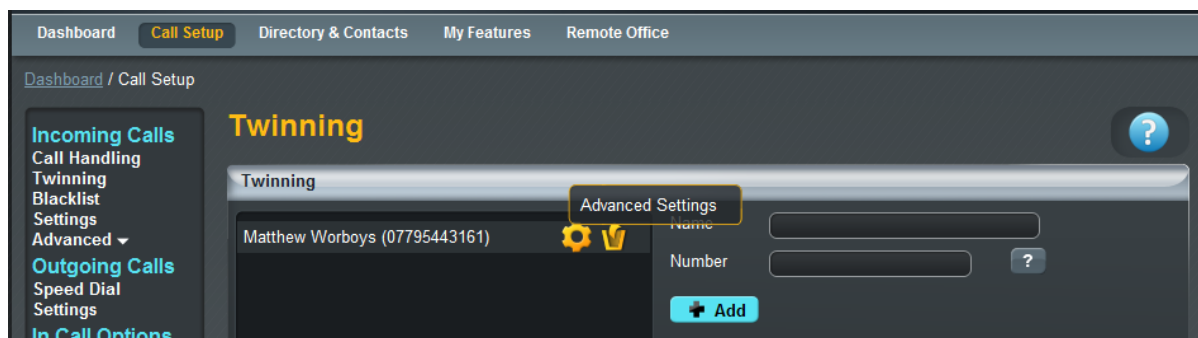 Dashboard Call Setup Directory & Contacts My Features Remote Office
Dashboard / Call Setup
Incoming Calls
Call Handling
Twinning
Blacklist
Settings
Advanced
Outgoing Calls
Speed Dial
Settings
In Call Options
Twinning
?
Twinning
Advanced Settings
Matthew Worboys (07795443161)
Name
Number
?
Add